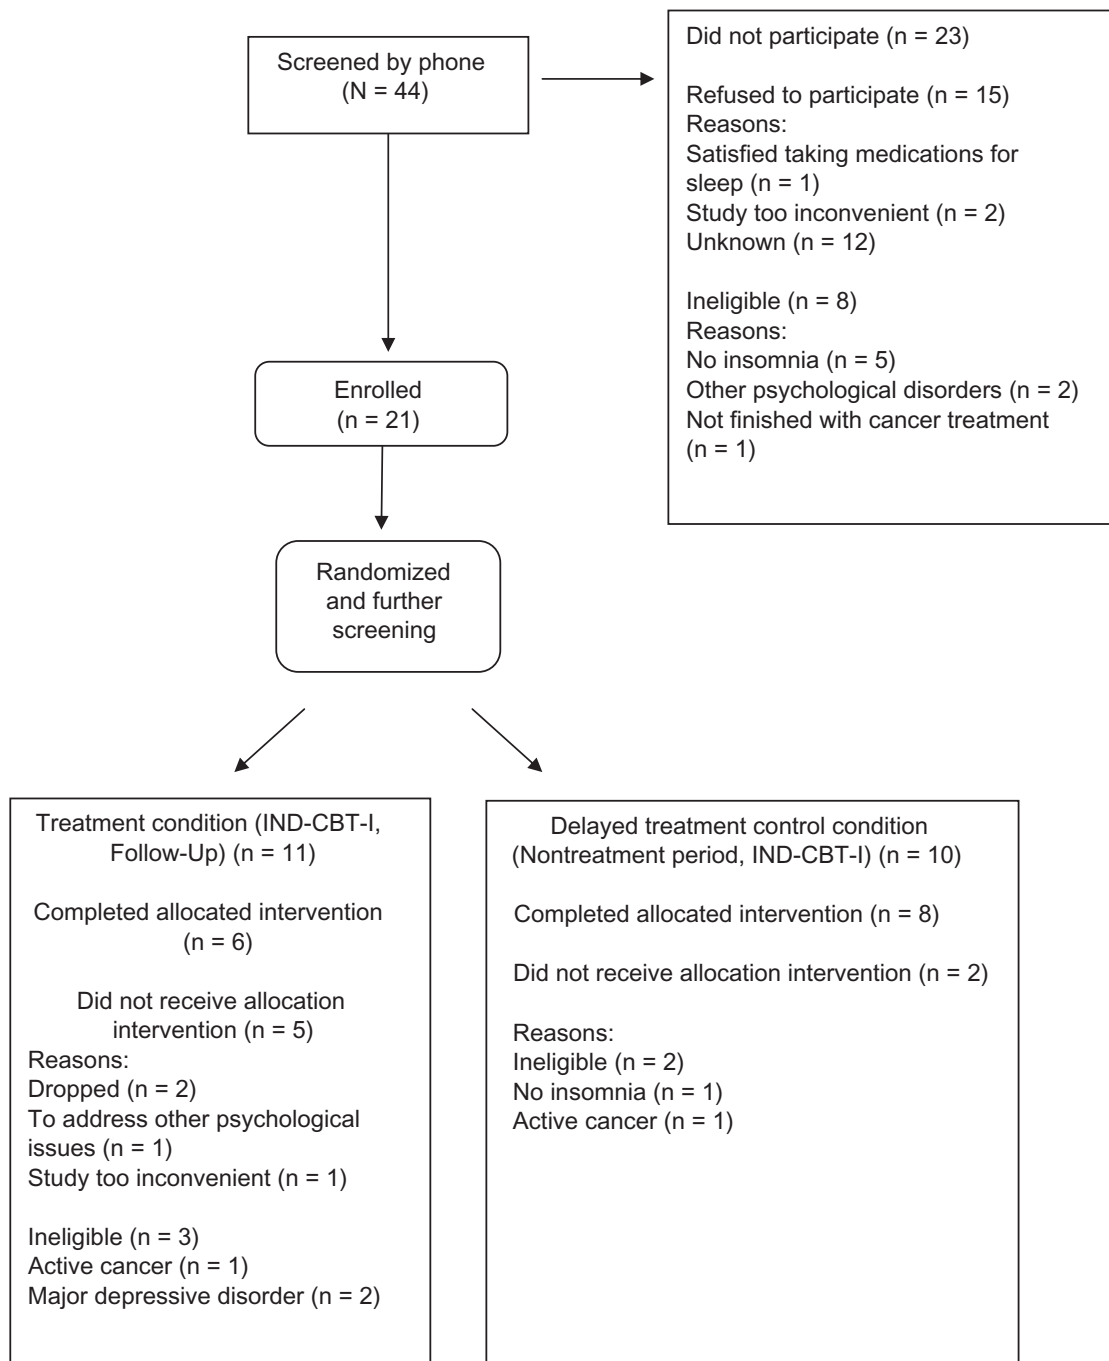 Screened by phone
(N = 44)
Did not participate (n = 23)
Refused to participate (n = 15)
Reasons:
Satisfied taking medications for
sleep (n = 1)
Study too inconvenient (n = 2)
Unknown (n = 12)
Ineligible (n = 8)
Reasons:
No insomnia (n = 5)
Other psychological disorders (n = 2)
Not finished with cancer treatment
(n = 1)
Enrolled
(n = 21)
Randomized
and further
screening
Treatment condition (IND-CBT-I,
Follow-Up) (n = 11)
Completed allocated intervention
(n = 6)
Did not receive allocation
intervention (n = 5)
Reasons:
Dropped (n = 2)
To address other psychological
issues (n = 1)
Study too inconvenient (n = 1)
Ineligible (n = 3)
Active cancer (n = 1)
Major depressive disorder (n = 2)
Delayed treatment control condition
(Nontreatment period, IND-CBT-I) (n = 10)
Completed allocated intervention (n = 8)
Did not receive allocation intervention (n = 2)
Reasons:
Ineligible (n = 2)
No insomnia (n = 1)
Active cancer (n = 1)